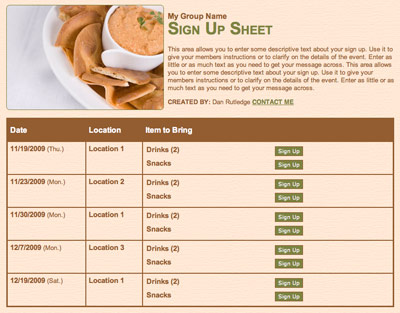 My Group Name
SIGN UP SHEET
This area allows you to enter some descriptive text about your sign up. Use it to
give your members instructions or to clarify on the details of the event. Enter as
little or as much text as you need to get your message across. This area allows
you to enter some descriptive text about your sign up. Use it to give your
members instructions or to clarify on the details of the event. Enter as little or as
much text as you need to get your message across.
CREATED BY: Dan Rutledge CONTACT ME
Date Location Item to Bring
11/19/2009 (Thu.) Location 1 Drinks (2) Sign Up
Snacks Sign Up
11/23/2009 (Mon.) Location 2 Drinks (2) Sign Up
Snacks Sign Up
11/30/2009 (Mon.) Location 1 Drinks (2) Sign Up
Snacks Sign Up
12/7/2009 (Mon.) Location 3 Drinks (2) Sign Up
Snacks Sign Up
12/19/2009 (Sat.) Location 1 Drinks (2) Sign Up
Snacks Sign Up